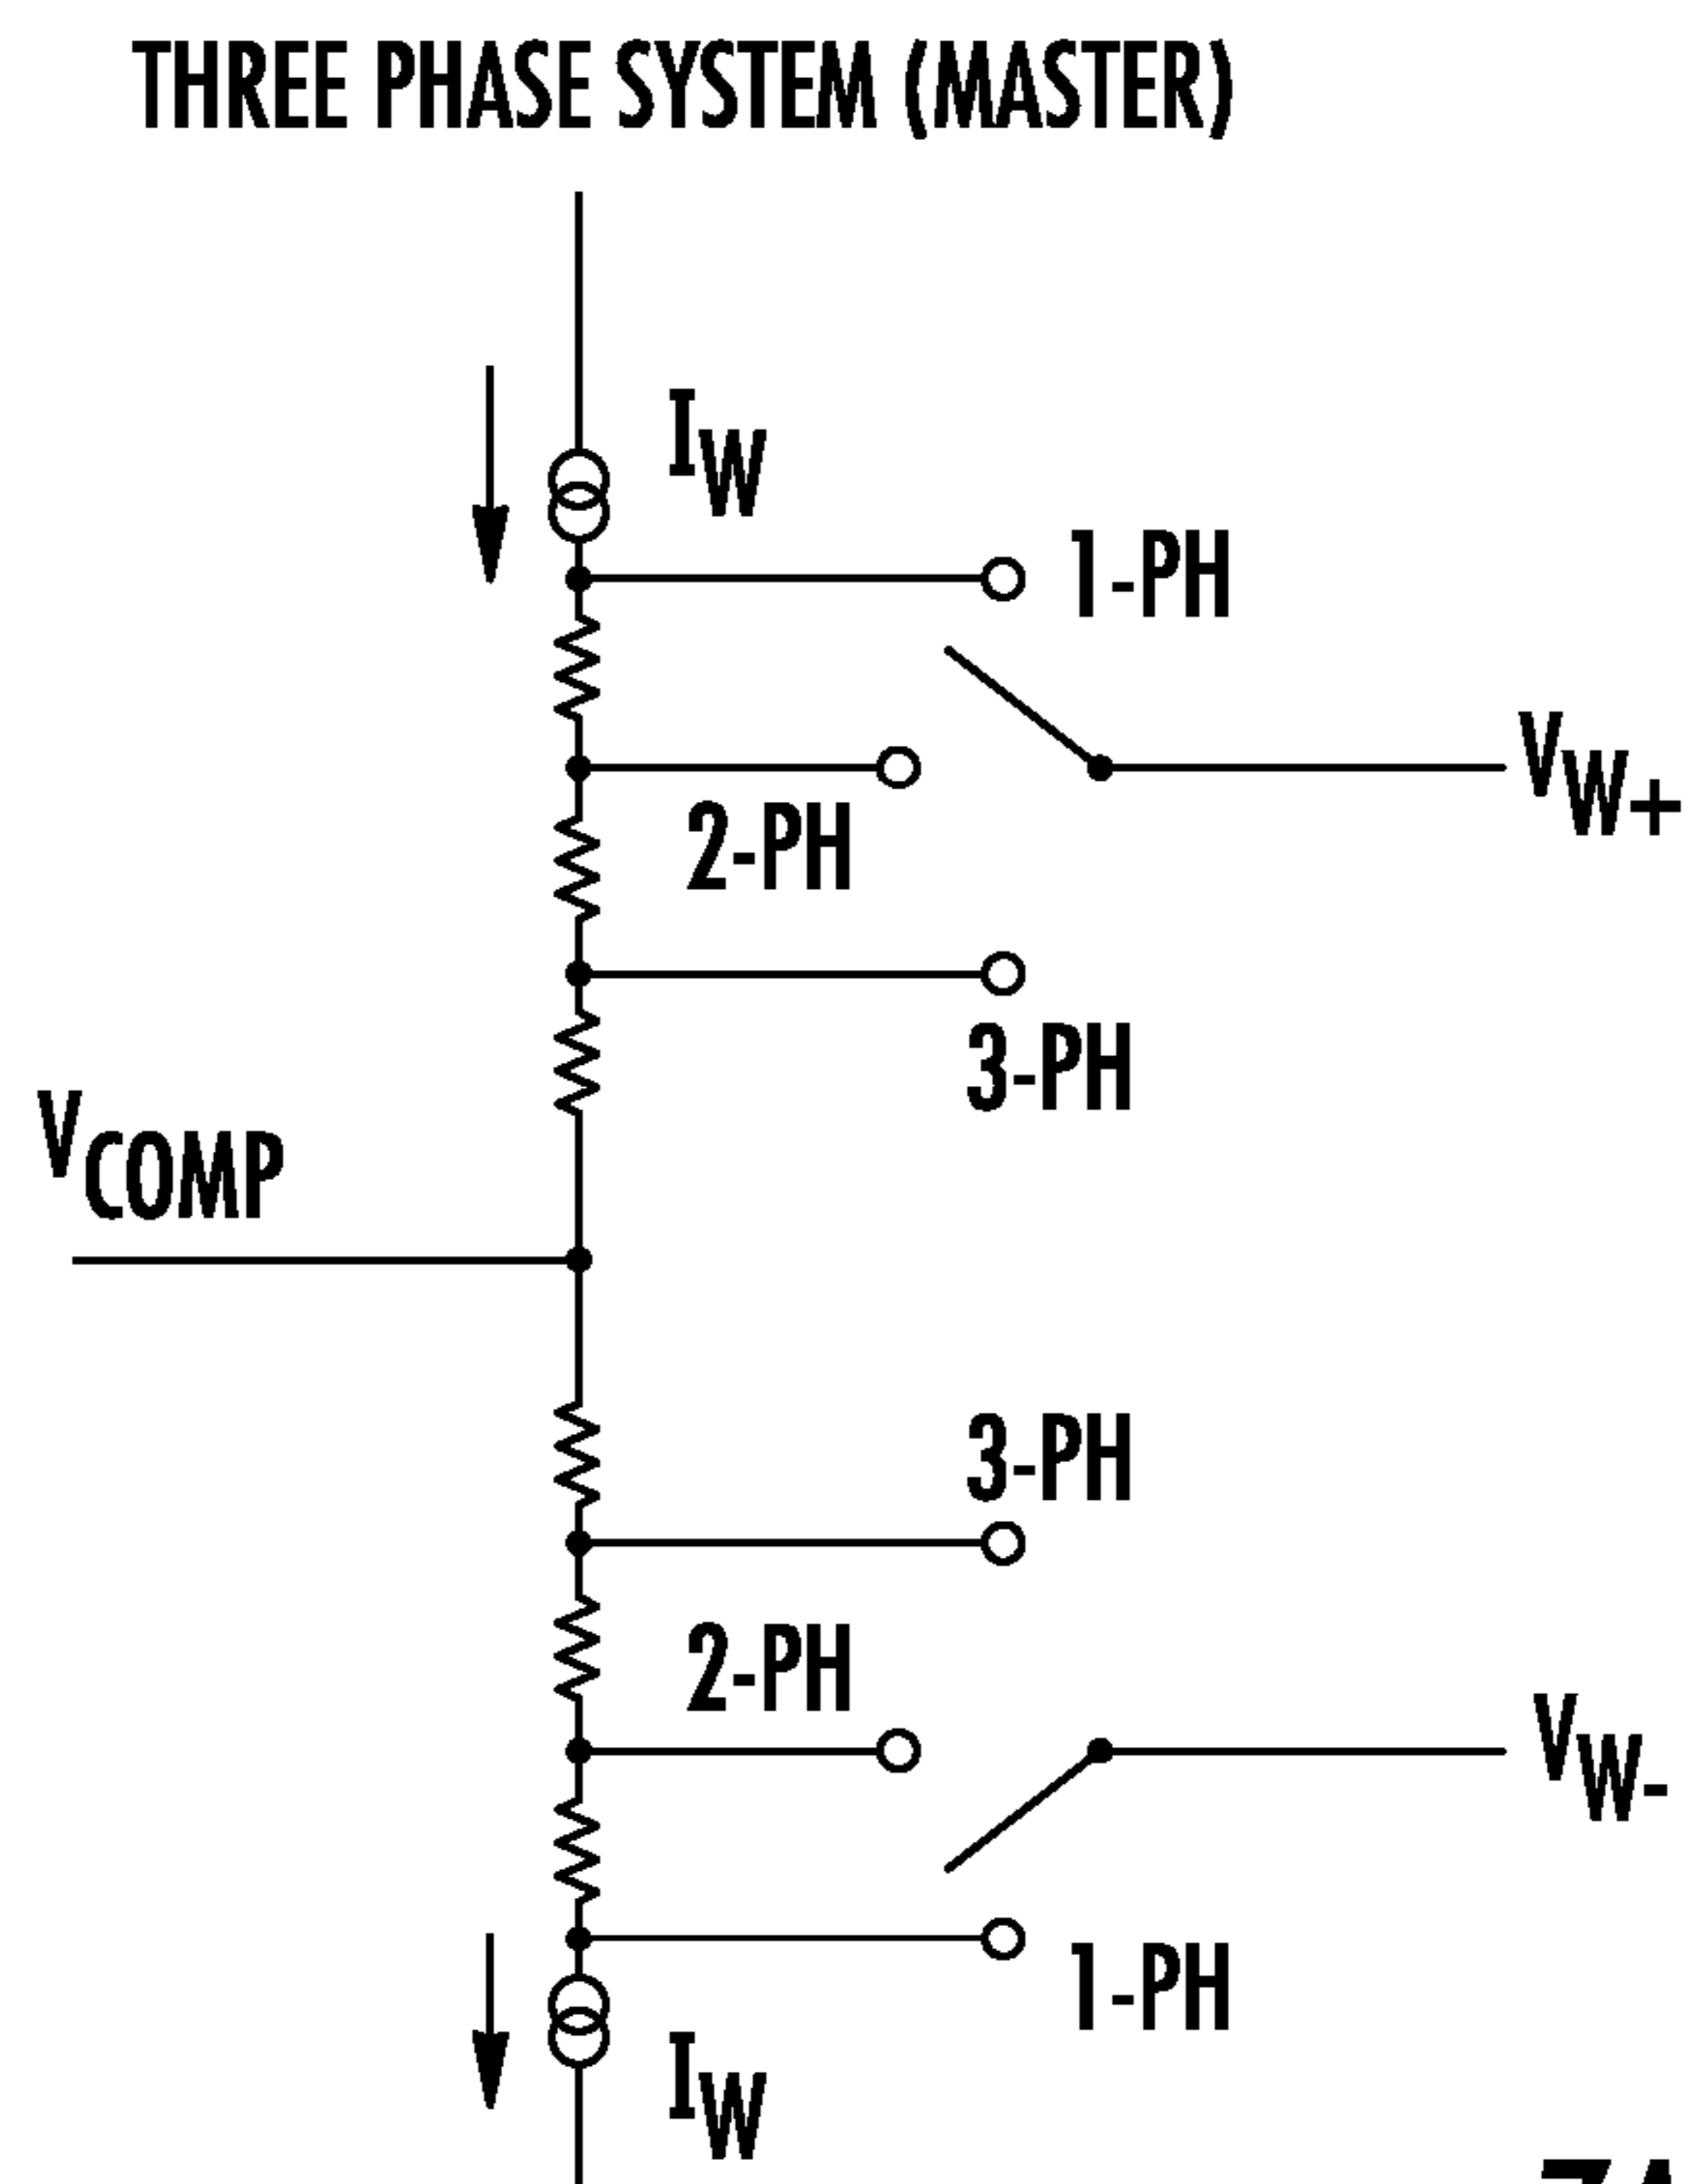 THREE PHASE SYSTEM (MASTER)
IW
1-PH
VW+
2-PH
3-PH
VCOMP
3-PH
2-PH
VW-
1-PH
IW